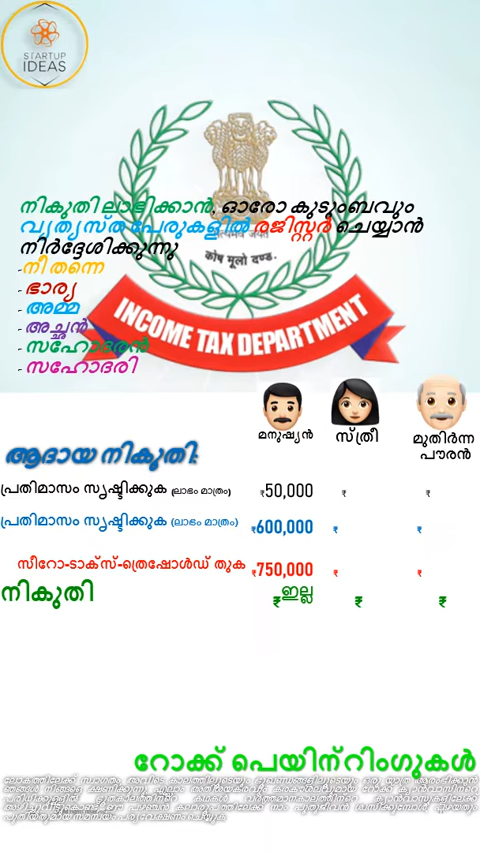 STARTUP
IDEAS
നികുതി ലാഭിക്കാൻ, ഓരോ കുടുംബവും
വ്യത്യസ്ത പേരുകളിൽ രജിസ്റ്റർ ചെയ്യാൻ
നിർദ്ദേശിക്കുന്നു
कोष मूलो दण्ड.
-നീ തന്നെ
- ഭാര്യ
- അമ്മ
- അച്ഛൻ
- സഹോദരൻ
- സഹോദരി
INCOME TAX DEPARTMENT
മനുഷ്യൻ സ്ത്രീ മുതിർന്ന
പൗരൻ
ആദായ നികുതി:
പ്രതിമാസം സൃഷ്ടിക്കുക (ലാഭം മാത്രം) ₹50,000 ₹ ₹
പ്രതിമാസം സൃഷ്ടിക്കുക (ലാഭം മാത്രം) ₹600,000 ₹ ₹
സീറോ-ടാക്സ്-ത്രെഷോൾഡ് തുക ₹750,000 ₹ ₹
നികുതി ₹ഇല്ല ₹ ₹
റോക്ക് പെയിന്റിംഗുകൾ